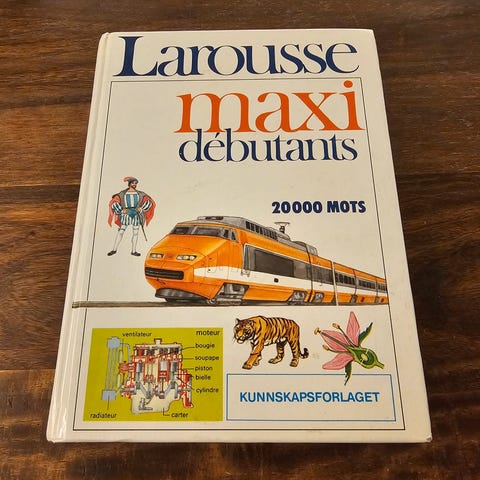 Larousse
maxi
débutants
20000 MOTS
ventilateur
moteur
bougie
soupape
piston
bielle
cylindre
radiateur
carter
KUNNSKAPSFORLAGET